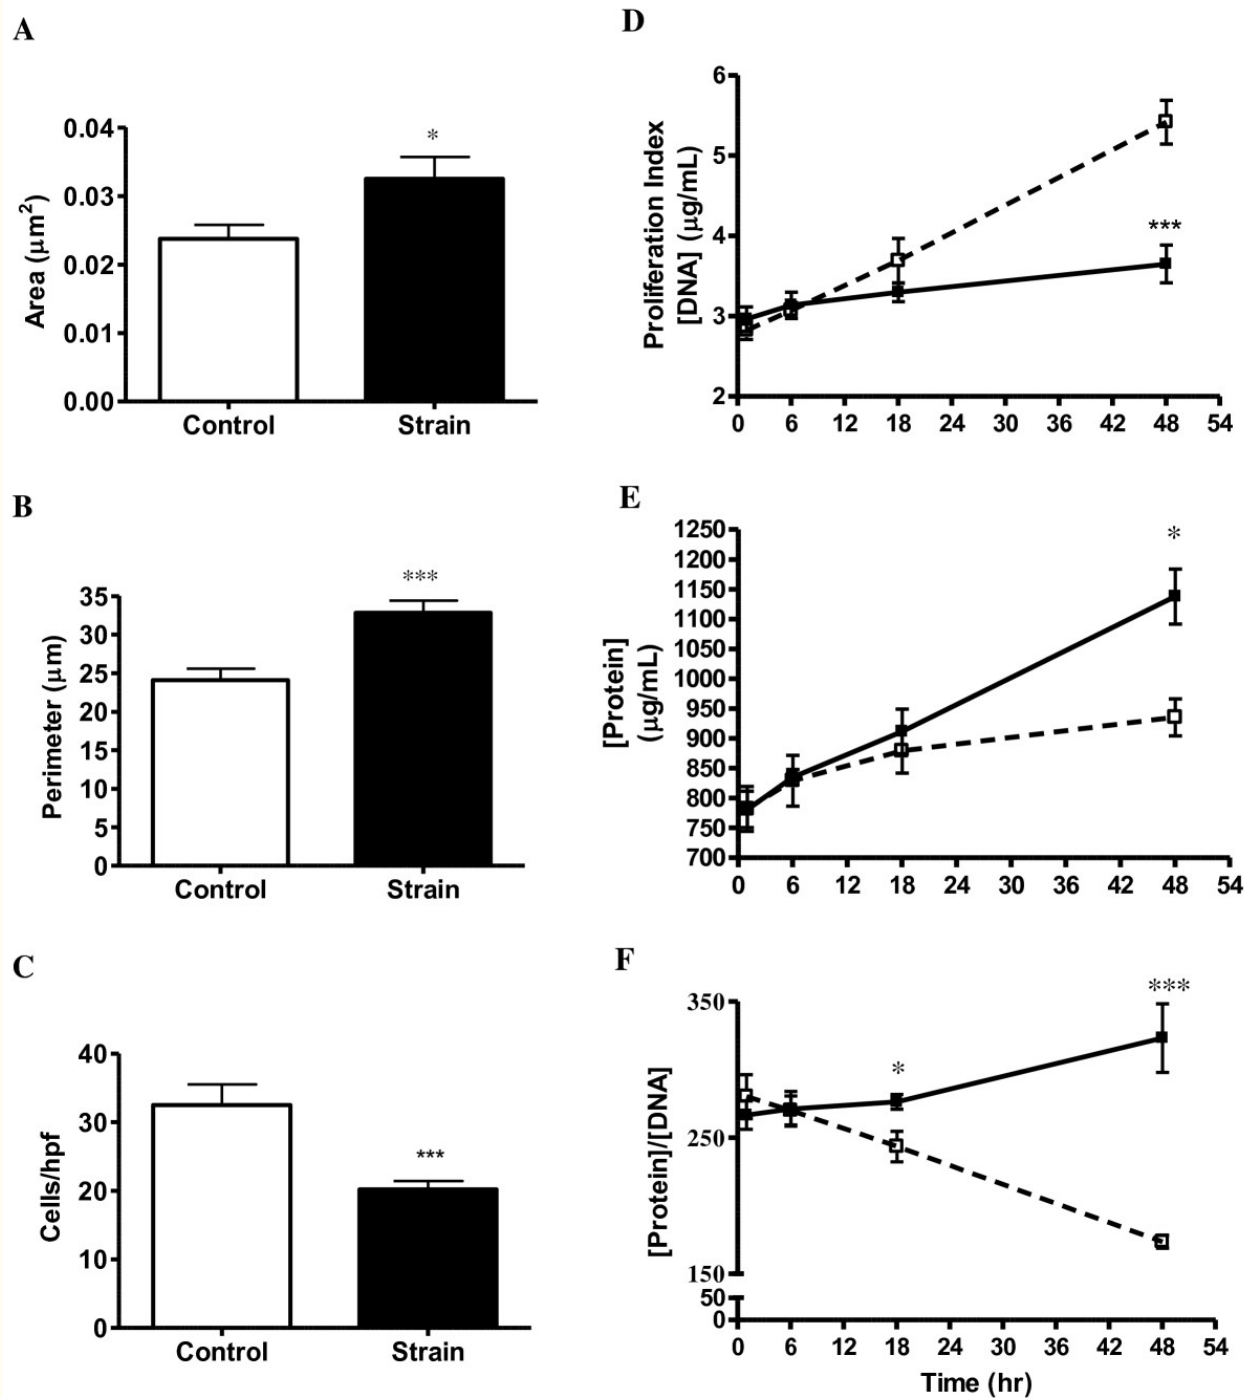 A
Area (μm²)
0.04
0.03
0.02
0.01
0.00
*
Control Strain
B
Perimeter (μm)
35
30
25
20
15
10
5
0
***
Control Strain
C
Cells/hpf
40
30
20
10
0
***
Control Strain
D
Proliferation Index
[DNA] (μg/mL)
6
5
4
3
2
***
0 6 12 18 24 30 36 42 48 54
E
[Protein]
(μg/mL)
1250
1200
1150
1100
1050
1000
950
900
850
800
750
700
*
0 6 12 18 24 30 36 42 48 54
F
[Protein]/[DNA]
350
250
150
50
0
*
***
0 6 12 18 24 30 36 42 48 54
Time (hr)